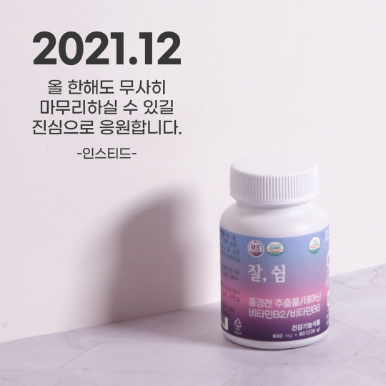 2021.12
올 한해도 무사히
마무리하실 수 있길
진심으로 응원합니다.
-인스티드-
GMP
잘, 쉼
홍경천 추출물/테아닌
비타민B2/비타민B6
건강기능식품